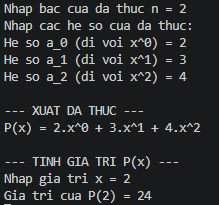 Nhap bac cua da thuc n = 2
Nhap cac he so cua da thuc:
He so a_0 (di voi x^0) = 2
He so a_1 (di voi x^1) = 3
He so a_2 (di voi x^2) = 4
--- XUAT DA THUC ---
P(x) = 2.x^0 + 3.x^1 + 4.x^2
--- TINH GIA TRI P(x) ---
Nhap gia tri x = 2
Gia tri cua P(2) = 24